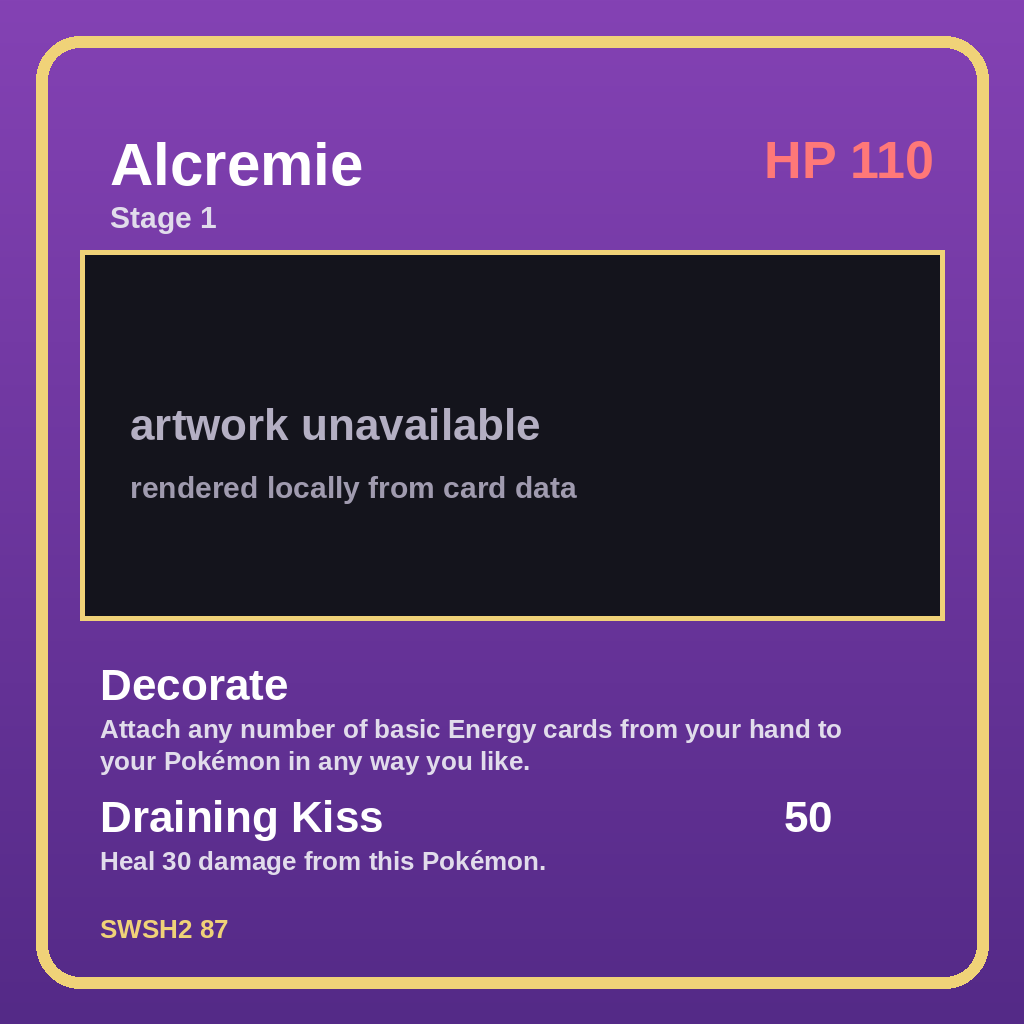 Alcremie
HP 110
Stage 1
artwork unavailable
rendered locally from card data
Decorate
Attach any number of basic Energy cards from your hand to
your Pokémon in any way you like.
Draining Kiss 50
Heal 30 damage from this Pokémon.
SWSH2 87